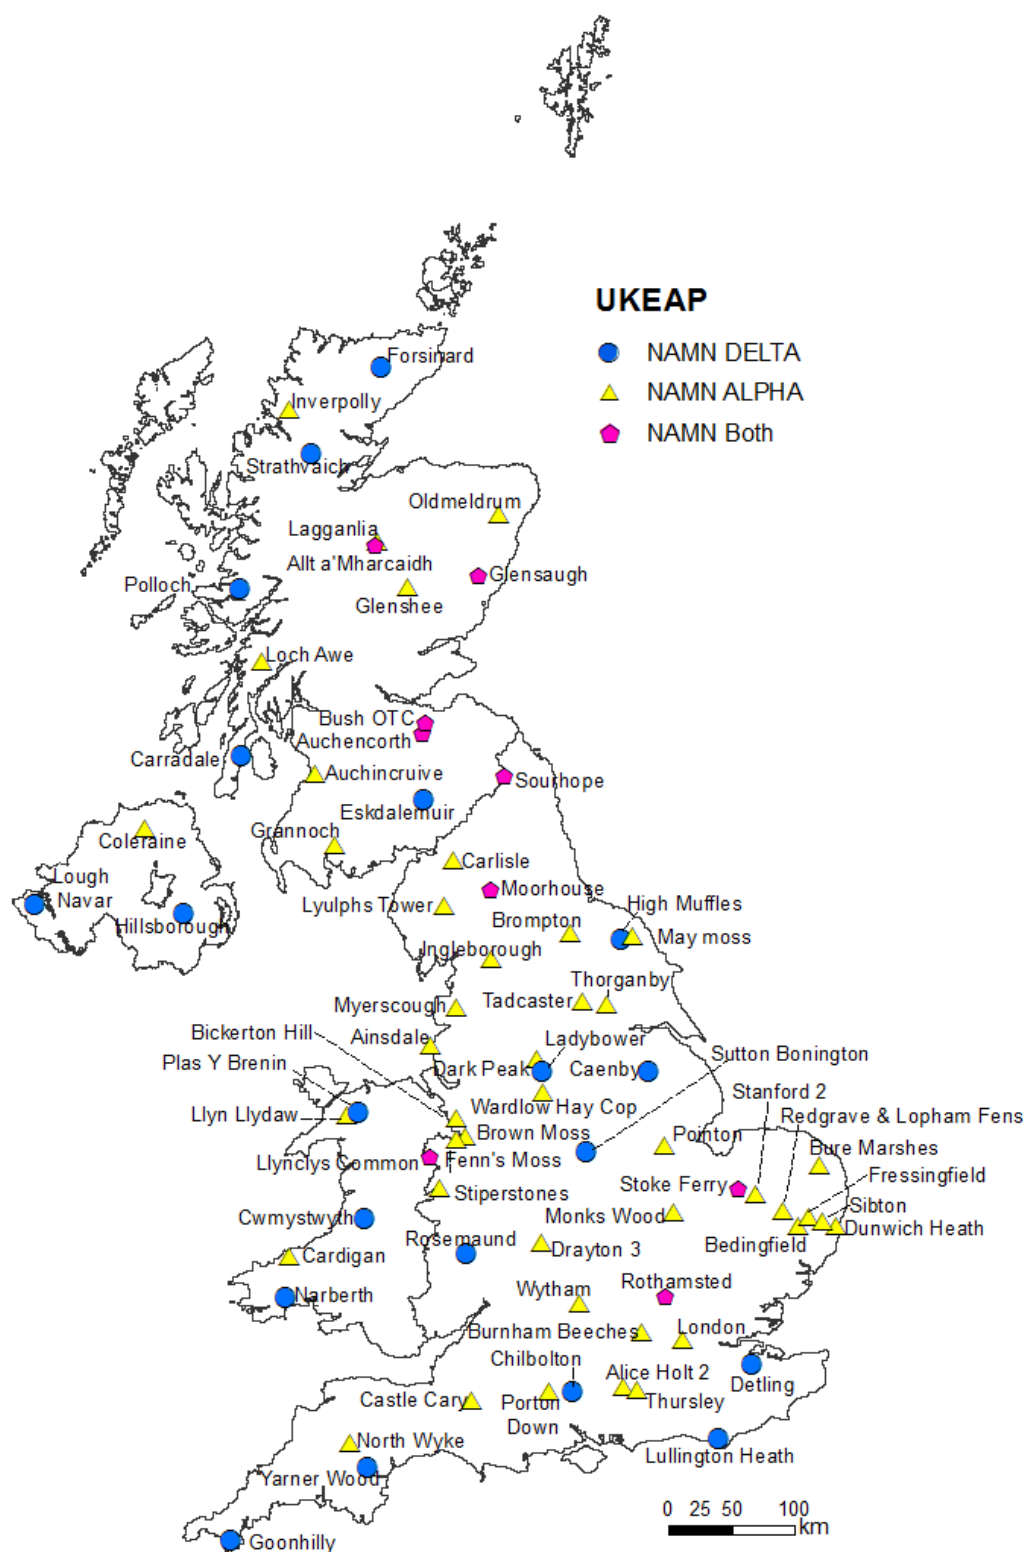 UKEAP
NAMN DELTA
NAMN ALPHA
NAMN Both
Forsinard
Inverpolly
Strathvaich
Oldmeldrum
Lagganlia
Allt a'Mharcaidh
Glensaugh
Polloch
Glenshee
Loch Awe
Bush OTC
Auchencorth
Carradale
Auchincruive
Sourhope
Eskdalemuir
Grannoch
Coleraine
Carlisle
Lough
Navar
Moorhouse
Hillsborough
Lyulphs Tower
High Muffles
Brompton
May moss
Ingleborough
Thorganby
Tadcaster
Myerscough
Bickerton Hill
Ainsdale
Ladybower
Sutton Bonington
Plas Y Brenin
Dark Peak
Caenby
Stanford 2
Llyn Llydaw
Wardlow Hay Cop
Redgrave & Lopham Fens
Brown Moss
Pointon
Bure Marshes
Llynclys Common
Fenn's Moss
Fressingfield
Stoke Ferry
Stiperstones
Sibton
Cwmystwyth
Monks Wood
Dunwich Heath
Rosemaund
Bedingfield
Cardigan
Drayton 3
Narberth
Wytham
Rothamsted
Burnham Beeches
London
Chilbolton
Alice Holt 2
Detling
Castle Cary
Porton
Down
Thursley
North Wyke
Lullington Heath
Yarner Wood
Goonhilly
0 25 50 100
km